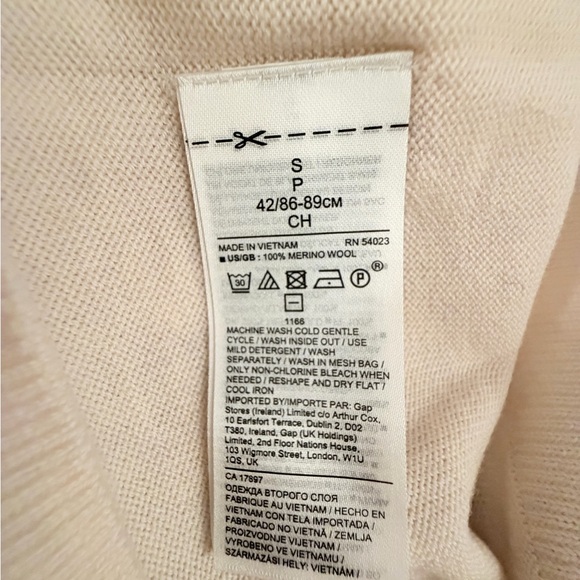 S
P
42/86-89CM
CH
MADE IN VIETNAM RN 54023
■ US/GB : 100% MERINO WOOL
30 P ®
1166
MACHINE WASH COLD GENTLE
CYCLE / WASH INSIDE OUT / USE
MILD DETERGENT / WASH
SEPARATELY / WASH IN MESH BAG /
ONLY NON-CHLORINE BLEACH WHEN
NEEDED / RESHAPE AND DRY FLAT /
COOL IRON
IMPORTED BY/IMPORTE PAR: Gap
Stores (Ireland) Limited c/o Arthur Cox,
10 Earlsfort Terrace, Dublin 2, D02
T380, Ireland, Gap (UK Holdings)
Limited, 2nd Floor Nations House,
103 Wigmore Street, London, W1U
1QS, UK
CA 17897
ОДЕЖДА ВТОРОГО СЛОЯ
FABRIQUE AU VIETNAM / HECHO EN
VIETNAM CON TELA IMPORTADA /
FABRICADO NO VIETNÃ / ZEMLJA
PROIZVODNJE VIJETNAM /
VYROBENO VE VIETNAMU /
SZÁRMAZÁSI HELY: VIETNÁM /